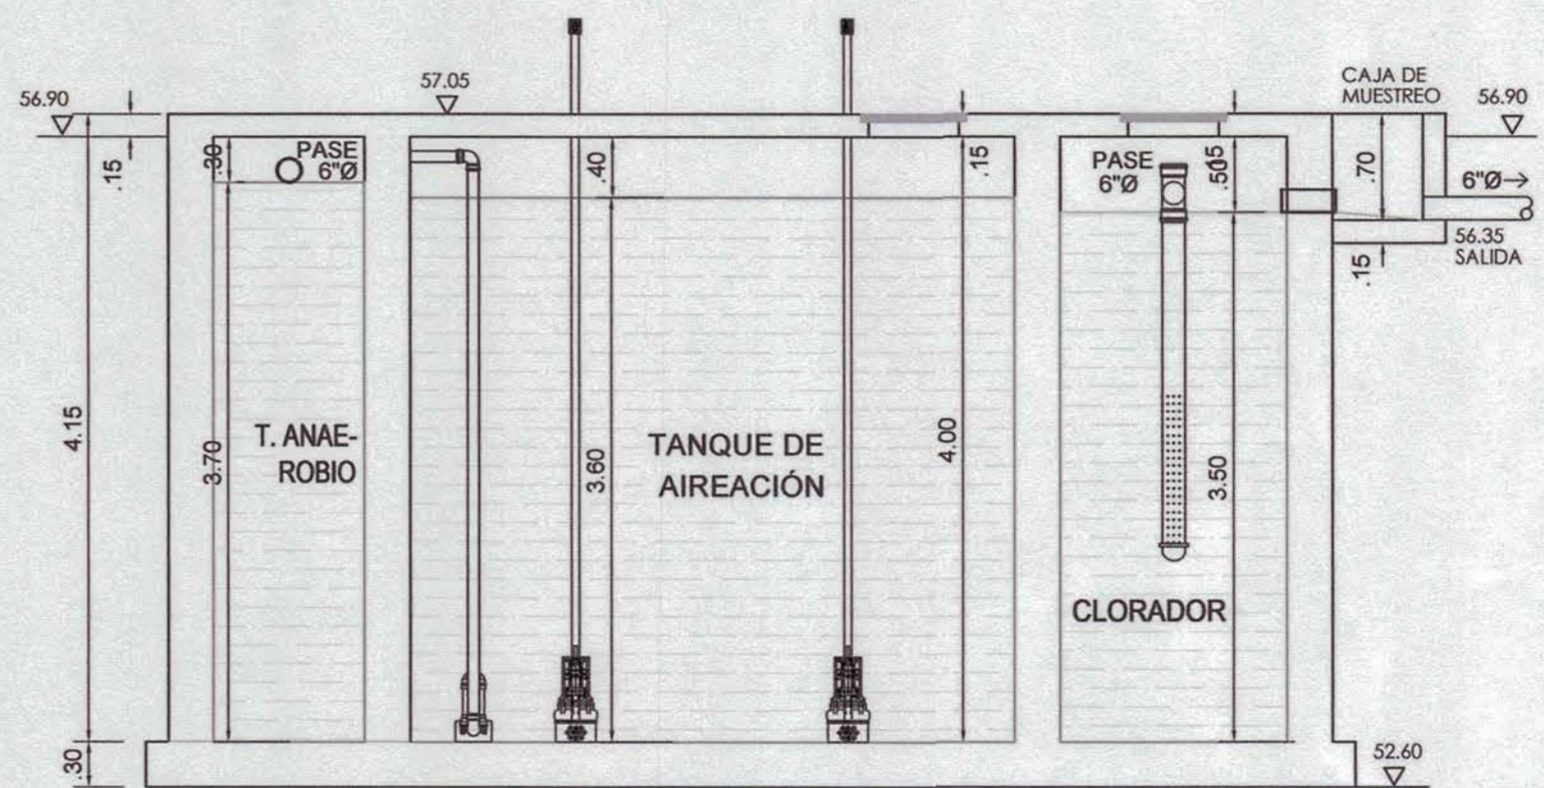 57.05
56.90
CAJA DE
MUESTREO
56.90
.15
.30
PASE
6"Ø
.40
.15
PASE
6"Ø
.15
.50
.70
6"Ø
56.35
SALIDA
.15
4.15
3.70
T. ANAE-
ROBIO
3.60
TANQUE DE
AIREACIÓN
4.00
3.50
CLORADOR
.30
52.60